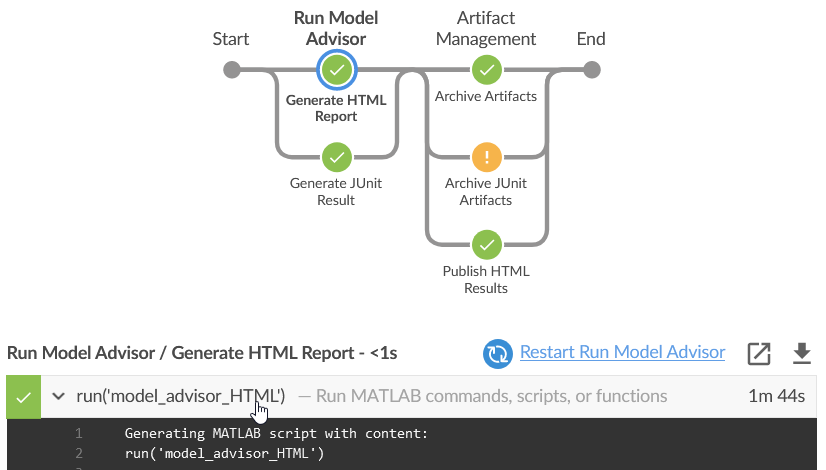 Start
Run Model
Advisor
Artifact
Management
End
Generate HTML
Report
Archive Artifacts
Generate JUnit
Result
Archive JUnit
Artifacts
Publish HTML
Results
Run Model Advisor / Generate HTML Report - <1s
Restart Run Model Advisor
run('model_advisor_HTML') — Run MATLAB commands, scripts, or functions 1m 44s
1 Generating MATLAB script with content:
2 run('model_advisor_HTML')